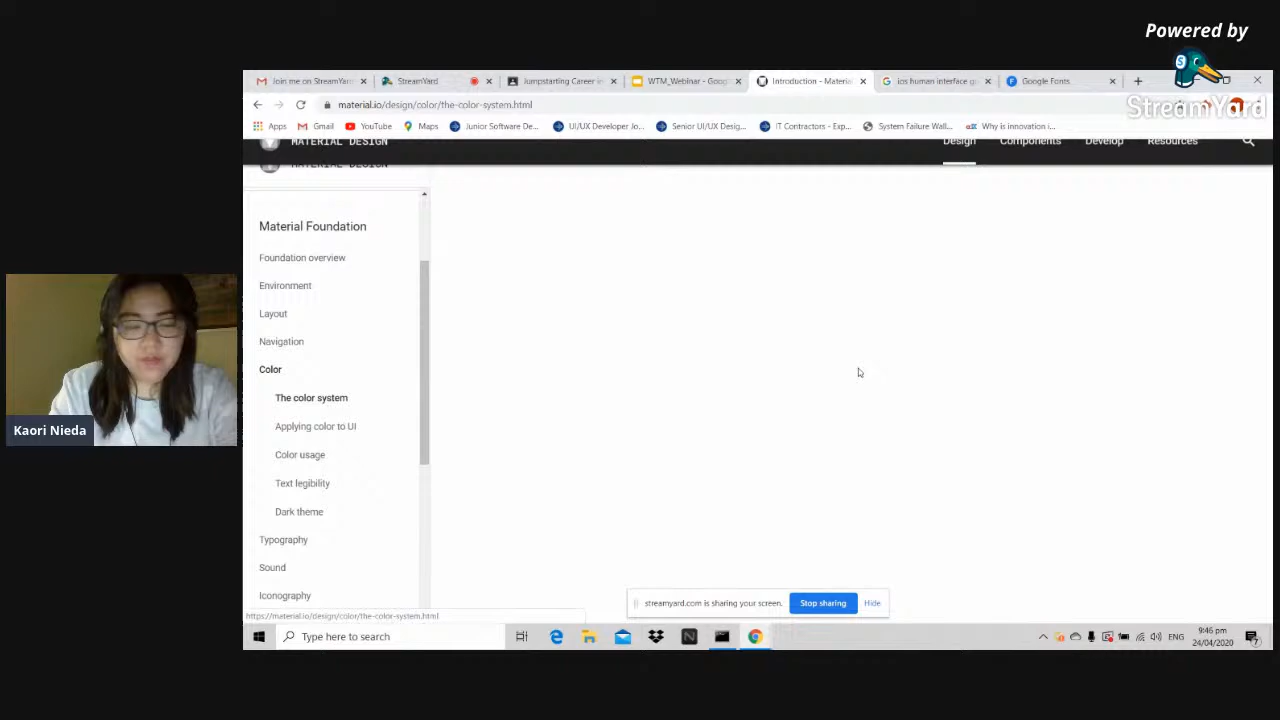 Powered by
StreamYard
Join me on StreamYar
StreamYard
Jumpstarting Career in
WTM_Webinar - Goog
Introduction - Materia
ios human interface g
Google Fonts
material.io/design/color/the-color-system.html
Apps
Gmail
YouTube
Maps
Junior Software De...
UI/UX Developer Jo...
Senior UI/UX Desig...
IT Contractors - Exp...
System Failure Wall...
Why is innovation i...
MATERIAL DESIGN
Design
Components
Develop
Resources
MATERIAL DESIGN
Material Foundation
Foundation overview
Environment
Layout
Navigation
Color
The color system
Applying color to UI
Color usage
Text legibility
Dark theme
Typography
Sound
Iconography
https://material.io/design/color/the-color-system.html
Kaori Nieda
streamyard.com is sharing your screen.
Stop sharing
Hide
Type here to search
ENG
9:46 pm
24/04/2020